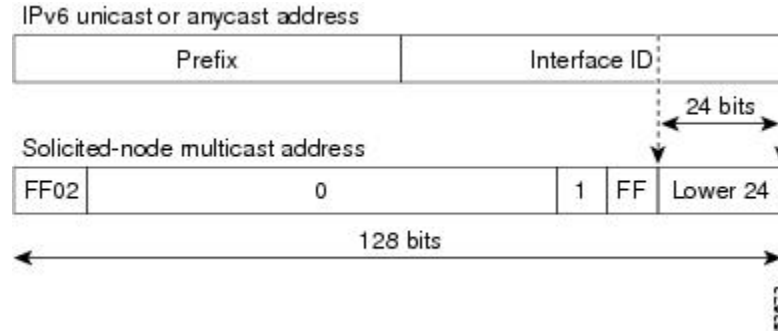 IPv6 unicast or anycast address
Prefix Interface ID
24 bits
Solicited-node multicast address
FF02 0 1 FF Lower 24
128 bits